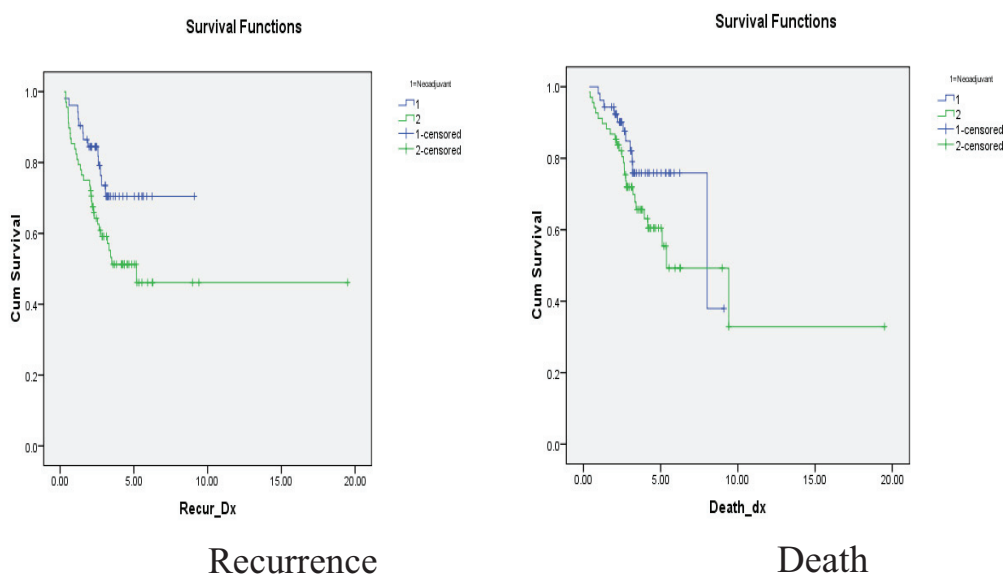 Survival Functions
1=Neoadjuvant
1
2
1-censored
2-censored
Cum Survival
1.0
0.8
0.6
0.4
0.2
0.0
0.00
5.00
10.00
15.00
20.00
Recur_Dx
Recurrence
Survival Functions
1=Neoadjuvant
1
2
1-censored
2-censored
Cum Survival
1.0
0.8
0.6
0.4
0.2
0.0
0.00
5.00
10.00
15.00
20.00
Death_dx
Death